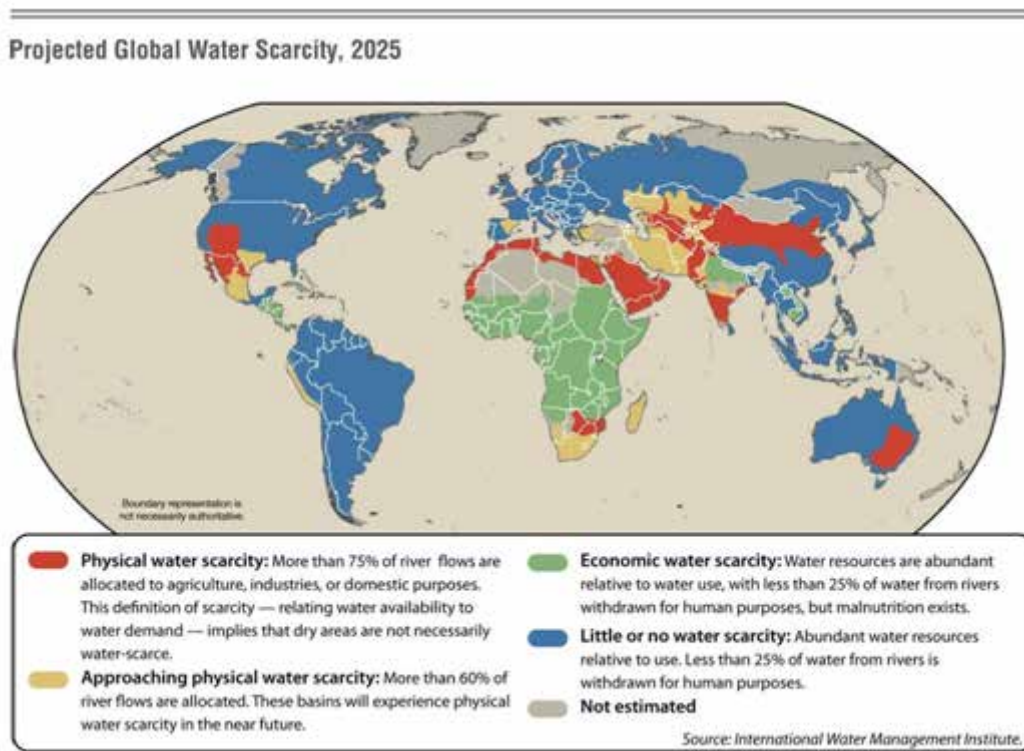 Projected Global Water Scarcity, 2025
Boundary representation is
not necessarily authoritative.
Physical water scarcity: More than 75% of river flows are
allocated to agriculture, industries, or domestic purposes.
This definition of scarcity — relating water availability to
water demand — implies that dry areas are not necessarily
water-scarce.
Approaching physical water scarcity: More than 60% of
river flows are allocated. These basins will experience physical
water scarcity in the near future.
Economic water scarcity: Water resources are abundant
relative to water use, with less than 25% of water from rivers
withdrawn for human purposes, but malnutrition exists.
Little or no water scarcity: Abundant water resources
relative to use. Less than 25% of water from rivers is
withdrawn for human purposes.
Not estimated
Source: International Water Management Institute.